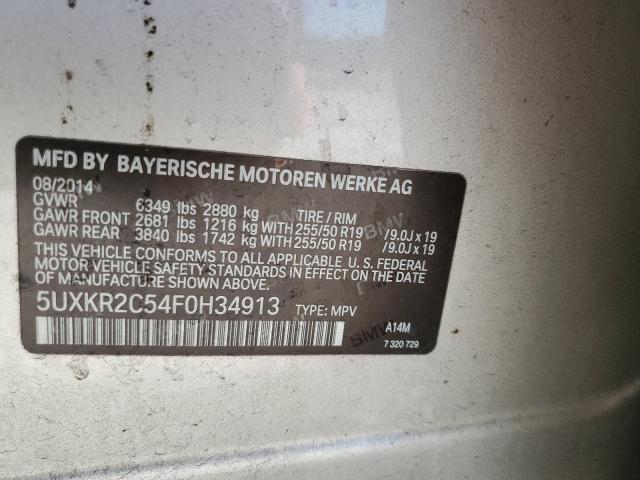 MFD BY BAYERISCHE MOTOREN WERKE AG
08/2014
GVWR 6349 lbs 2880 kg TIRE / RIM
GAWR FRONT 2681 lbs 1216 kg WITH 255/50 R19 /9.0J x 19
GAWR REAR 3840 lbs 1742 kg WITH 255/50 R19 /9.0J x 19
THIS VEHICLE CONFORMS TO ALL APPLICABLE U. S. FEDERAL
MOTOR VEHICLE SAFETY STANDARDS IN EFFECT ON THE DATE
OF MANUFACTURE SHOWN ABOVE.
5UXKR2C54F0H34913 TYPE: MPV
A14M
7 320 729